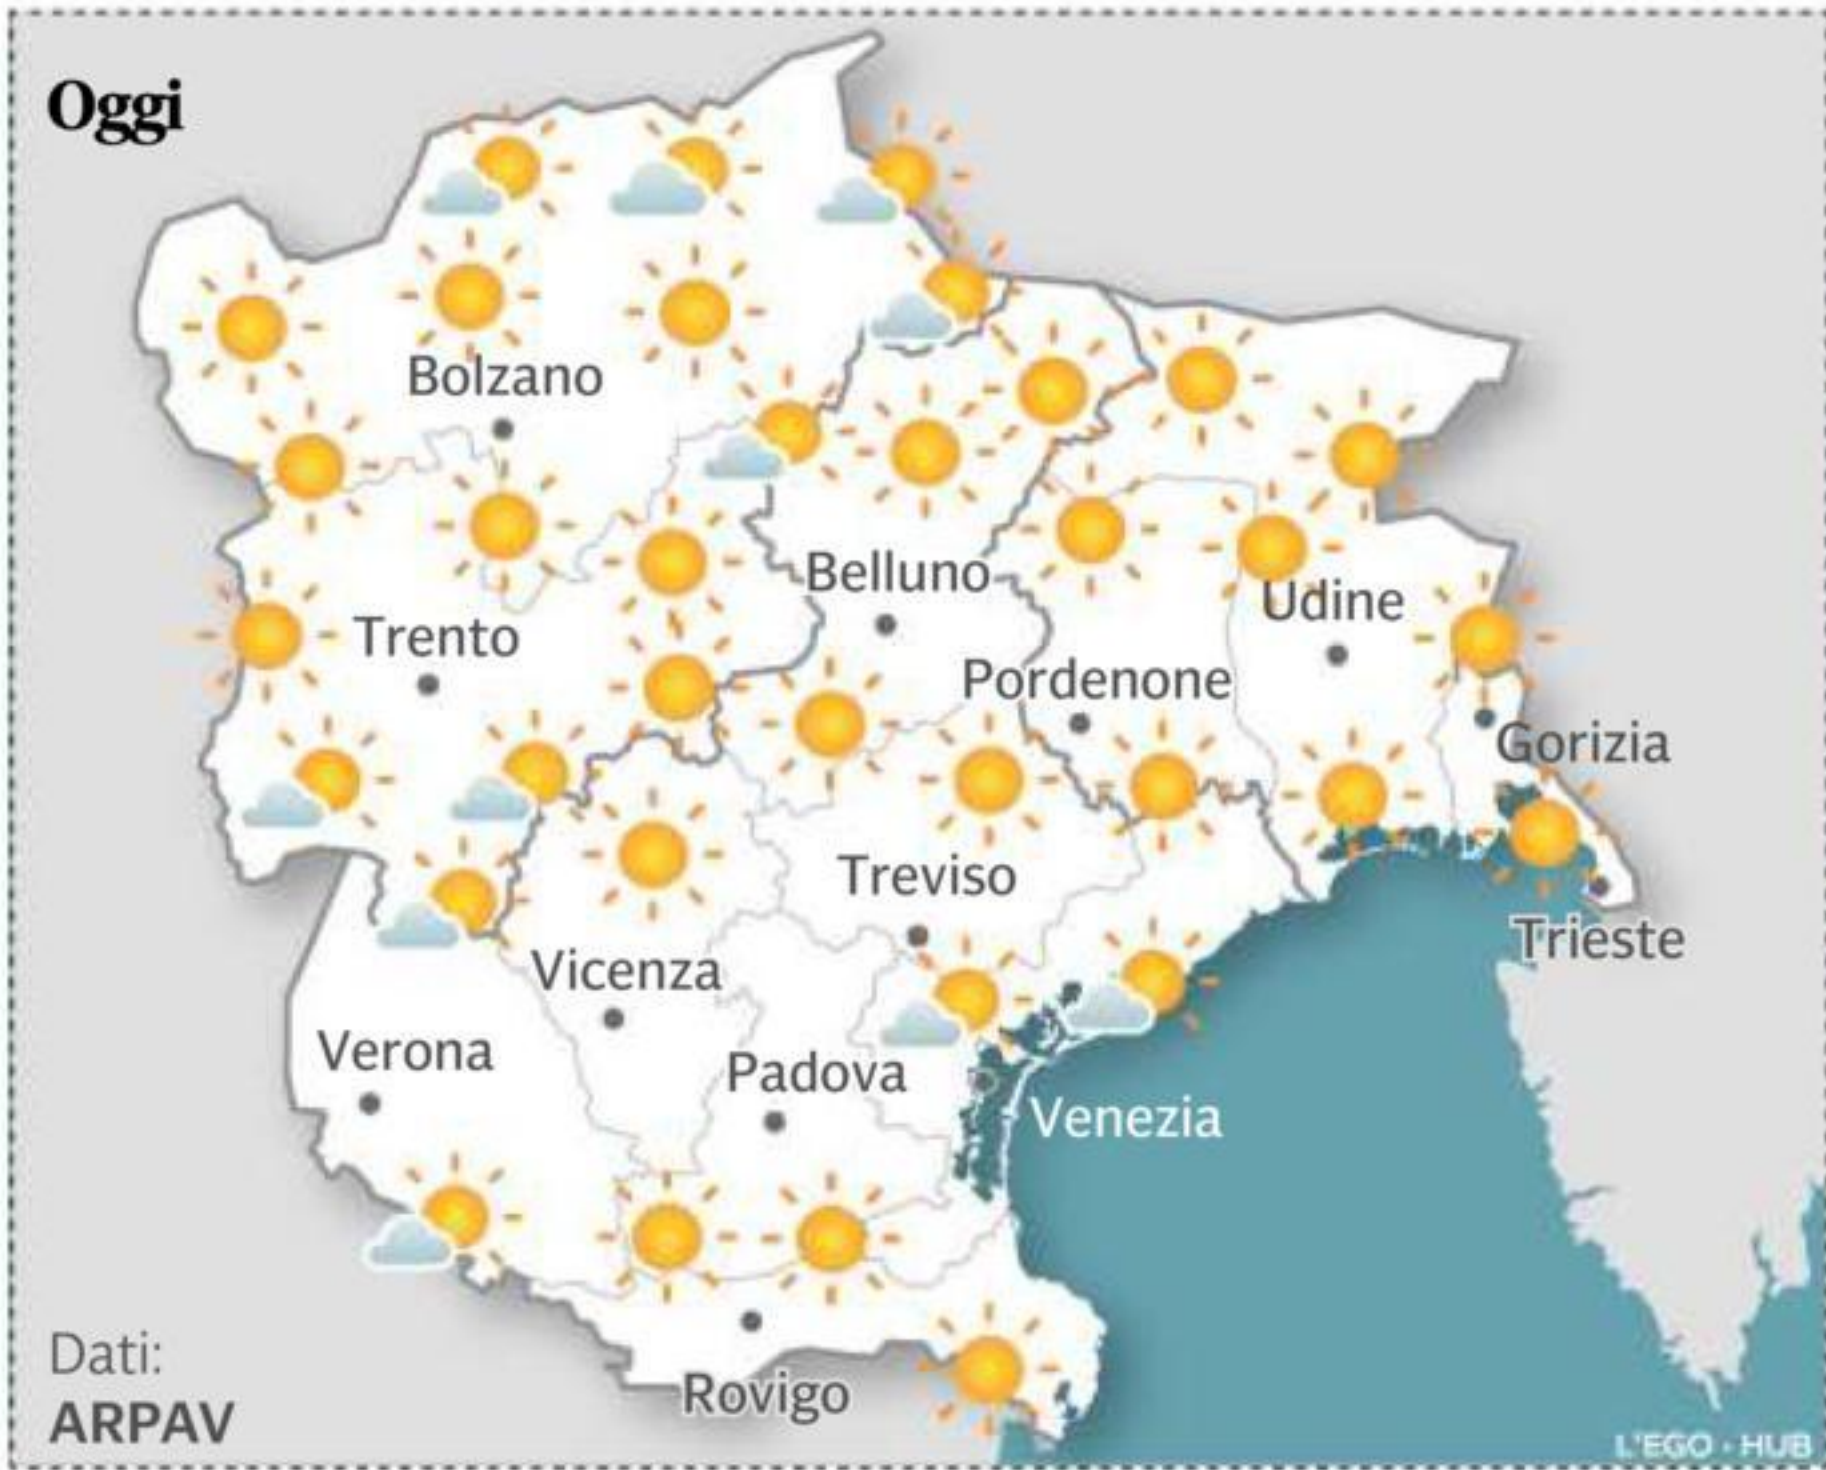 Oggi
Bolzano
Belluno
Udine
Trento
Pordenone
Gorizia
Treviso
Trieste
Vicenza
Verona
Padova
Venezia
Dati:
ARPAV
Rovigo
L'EGO - HUB